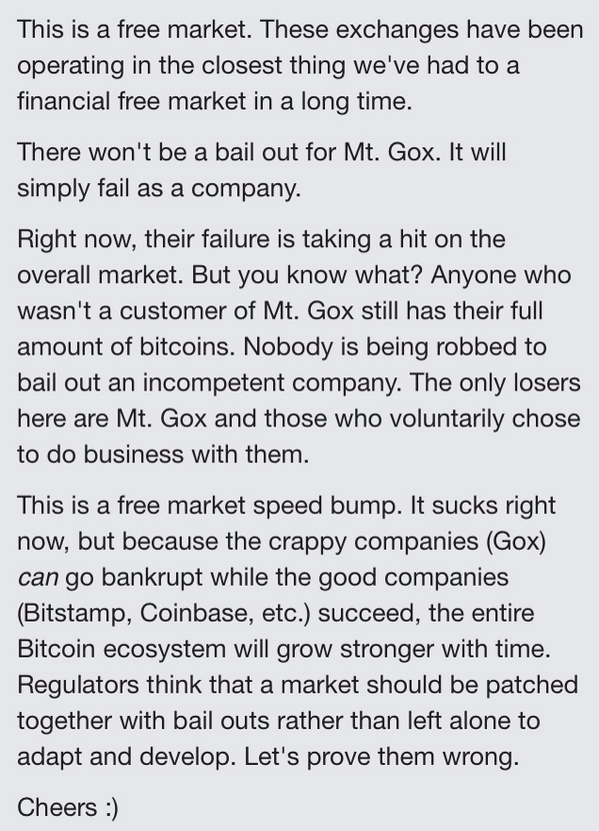 This is a free market. These exchanges have been
operating in the closest thing we've had to a
financial free market in a long time.
There won't be a bail out for Mt. Gox. It will
simply fail as a company.
Right now, their failure is taking a hit on the
overall market. But you know what? Anyone who
wasn't a customer of Mt. Gox still has their full
amount of bitcoins. Nobody is being robbed to
bail out an incompetent company. The only losers
here are Mt. Gox and those who voluntarily chose
to do business with them.
This is a free market speed bump. It sucks right
now, but because the crappy companies (Gox)
can go bankrupt while the good companies
(Bitstamp, Coinbase, etc.) succeed, the entire
Bitcoin ecosystem will grow stronger with time.
Regulators think that a market should be patched
together with bail outs rather than left alone to
adapt and develop. Let's prove them wrong.
Cheers :)